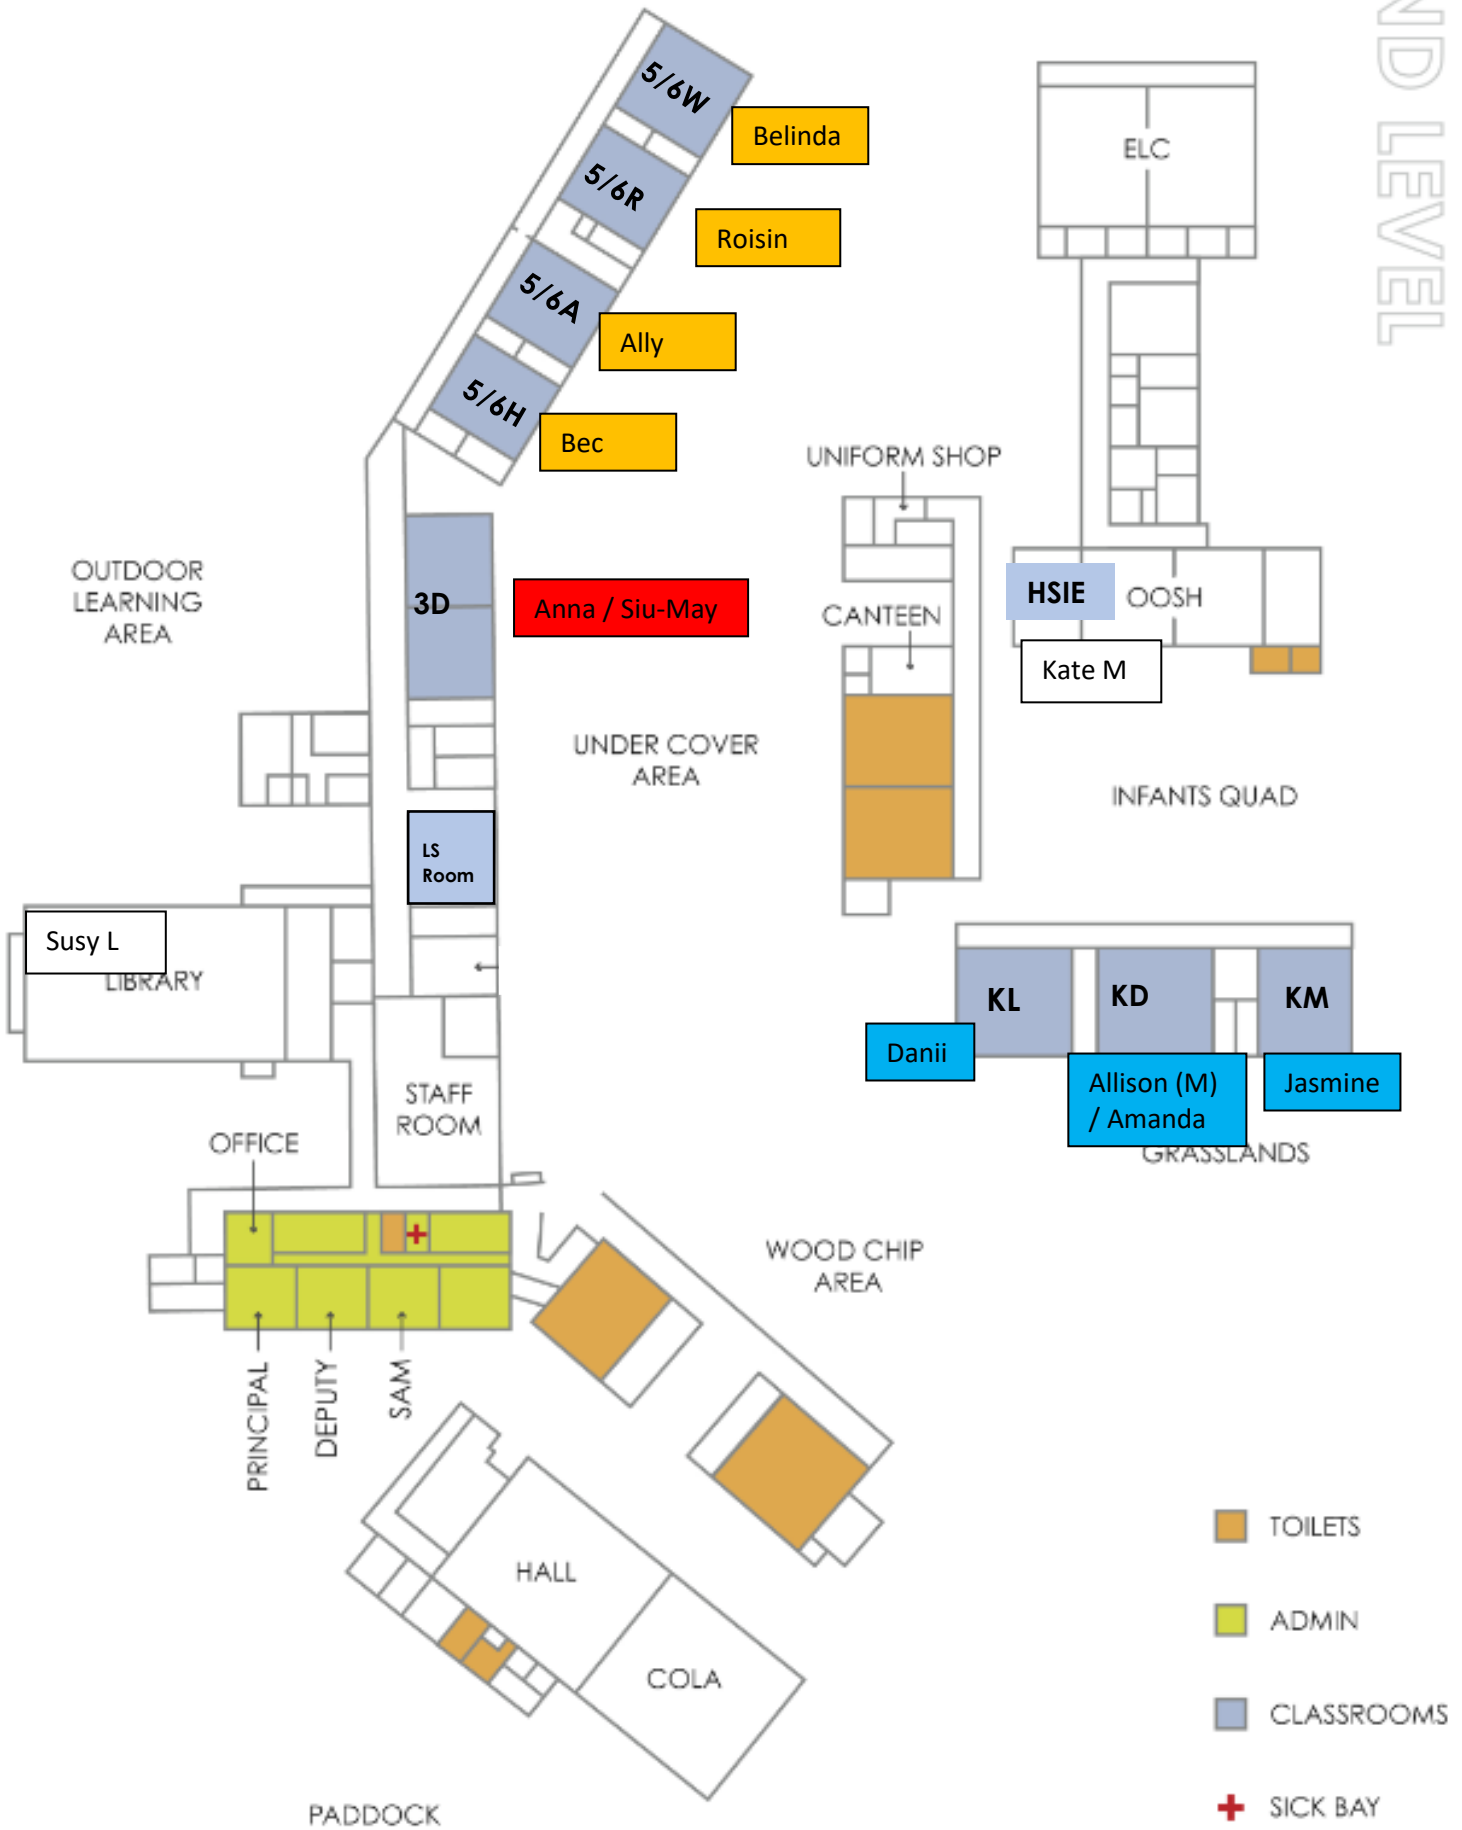 ND LEVEL
5/6W
Belinda
5/6R
Roisin
5/6A
Ally
5/6H
Bec
ELC
UNIFORM SHOP
OUTDOOR
LEARNING
AREA
3D
Anna / Siu-May
CANTEEN
HSIE
OOSH
Kate M
UNDER COVER
AREA
INFANTS QUAD
LS
Room
Susy L
LIBRARY
KL
KD
KM
Danii
Allison (M)
/ Amanda
Jasmine
GRASSLANDS
STAFF
ROOM
OFFICE
WOOD CHIP
AREA
PRINCIPAL
DEPUTY
SAM
HALL
COLA
PADDOCK
TOILETS
ADMIN
CLASSROOMS
SICK BAY